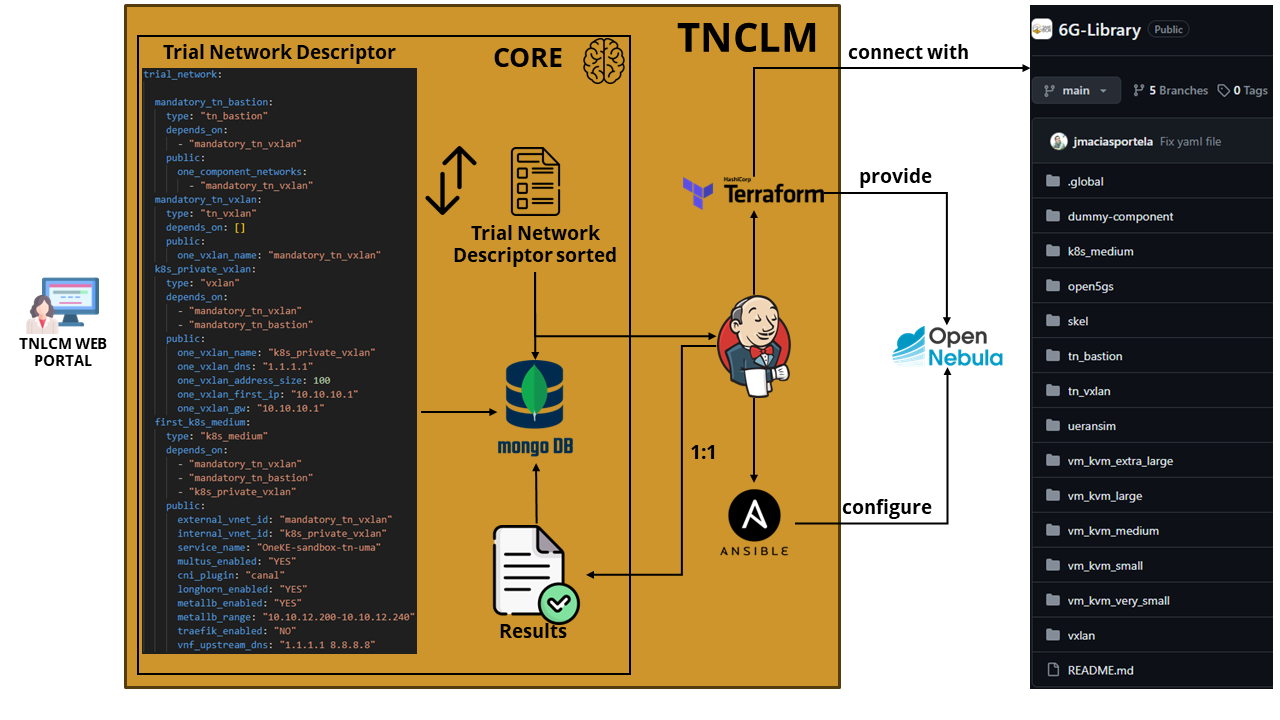 TNLCM WEB
PORTAL
TNCLM
CORE
Trial Network Descriptor
trial_network:
mandatory_tn_bastion:
type: "tn_bastion"
depends_on:
- "mandatory_tn_vxlan"
public:
one_component_networks:
- "mandatory_tn_vxlan"
mandatory_tn_vxlan:
type: "tn_vxlan"
depends_on: []
public:
one_vxlan_name: "mandatory_tn_vxlan"
k8s_private_vxlan:
type: "vxlan"
depends_on:
- "mandatory_tn_vxlan"
- "mandatory_tn_bastion"
public:
one_vxlan_name: "k8s_private_vxlan"
one_vxlan_dns: "1.1.1.1"
one_vxlan_address_size: 100
one_vxlan_first_ip: "10.10.10.1"
one_vxlan_gw: "10.10.10.1"
first_k8s_medium:
type: "k8s_medium"
depends_on:
- "mandatory_tn_vxlan"
- "mandatory_tn_bastion"
- "k8s_private_vxlan"
public:
external_vnet_id: "mandatory_tn_vxlan"
internal_vnet_id: "k8s_private_vxlan"
service_name: "OneKE-sandbox-tn-uma"
multus_enabled: "YES"
cni_plugin: "canal"
longhorn_enabled: "YES"
metallb_enabled: "YES"
metallb_range: "10.10.12.200-10.10.12.240"
traefik_enabled: "NO"
vnf_upstream_dns: "1.1.1.1 8.8.8.8"
Trial Network
Descriptor sorted
mongo DB
Results
1:1
HashiCorp
Terraform
ANSIBLE
connect with
provide
configure
Open
Nebula
6G-Library Public
main 5 Branches 0 Tags
jmaciasportela Fix yaml file
.global
dummy-component
k8s_medium
open5gs
skel
tn_bastion
tn_vxlan
ueransim
vm_kvm_extra_large
vm_kvm_large
vm_kvm_medium
vm_kvm_small
vm_kvm_very_small
vxlan
README.md